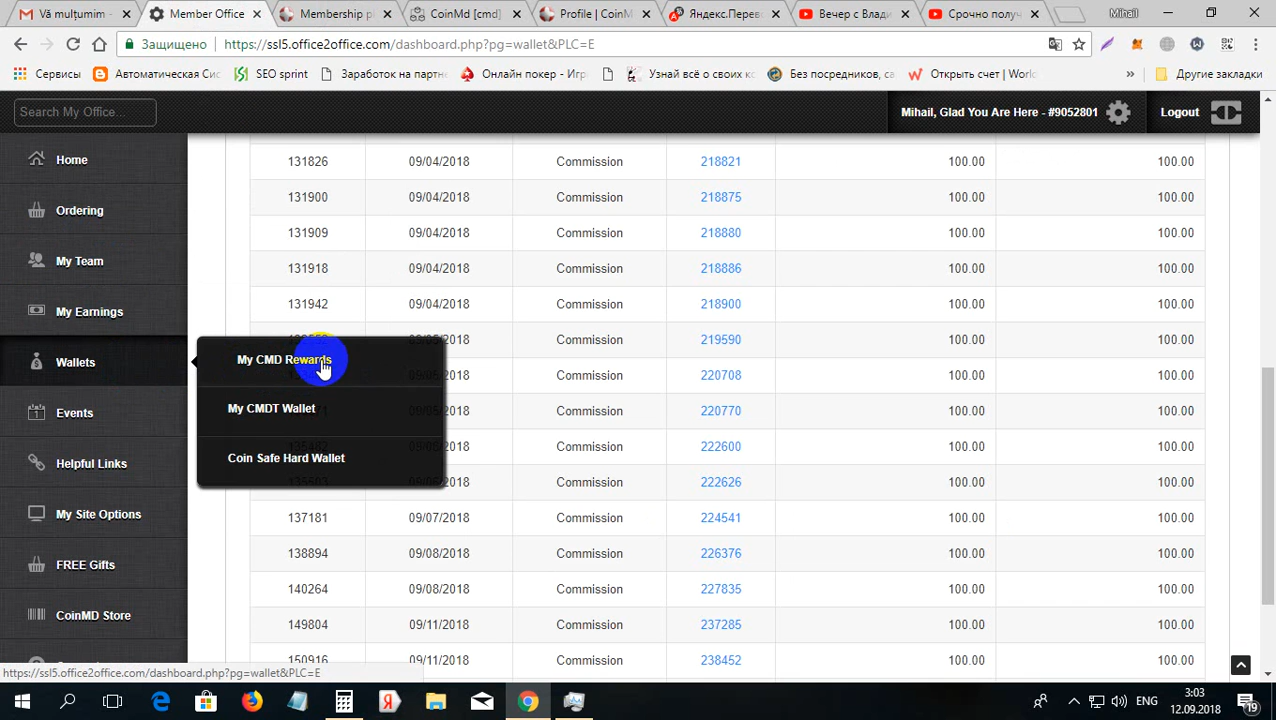 Vă mulțumim -
Member Office
Membership p
CoinMd [cmd]
Profile | CoinM
Яндекс.Перево
Вечер с Влади
Срочно получ
Mihail
Защищено
https://ssl5.office2office.com/dashboard.php?pg=wallet&PLC=E
Сервисы
Автоматическая Сис
SEO sprint
Заработок на партн
Онлайн покер - Игр
Узнай всё о своих кс
Без посредников, са
Открыть счет | World
»
Другие закладки
Search My Office...
Mihail, Glad You Are Here - #9052801
Logout
Home
Ordering
My Team
My Earnings
Wallets
Events
Helpful Links
My Site Options
FREE Gifts
CoinMD Store
My CMD Rewards
My CMDT Wallet
Coin Safe Hard Wallet
131826 09/04/2018 Commission 218821 100.00 100.00
131900 09/04/2018 Commission 218875 100.00 100.00
131909 09/04/2018 Commission 218880 100.00 100.00
131918 09/04/2018 Commission 218886 100.00 100.00
131942 09/04/2018 Commission 218900 100.00 100.00
09/05/2018 Commission 219590 100.00 100.00
Commission 220708 100.00 100.00
Commission 220770 100.00 100.00
Commission 222600 100.00 100.00
Commission 222626 100.00 100.00
137181 09/07/2018 Commission 224541 100.00 100.00
138894 09/08/2018 Commission 226376 100.00 100.00
140264 09/08/2018 Commission 227835 100.00 100.00
149804 09/11/2018 Commission 237285 100.00 100.00
150916 09/11/2018 Commission 238452 100.00 100.00
https://ssl5.office2office.com/dashboard.php?pg=wallet&PLC=E
ENG
3:03
12.09.2018
19